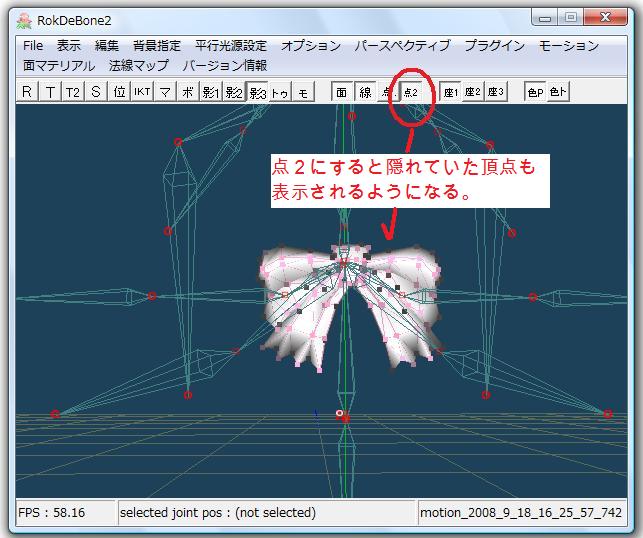 RokDeBone2
File 表示 編集 背景指定 平行光源設定 オプション パースペクティブ プラグイン モーション
面マテリアル 法線マップ バージョン情報
R T T2 S 位 IKT マ ボ 影1 影2 影3 トゥ モ 面 線 点 点2 座1 座2 座3 色P 色ト
点２にすると隠れていた頂点も
表示されるようになる。
FPS : 58.16 selected joint pos : (not selected) motion_2008_9_18_16_25_57_742